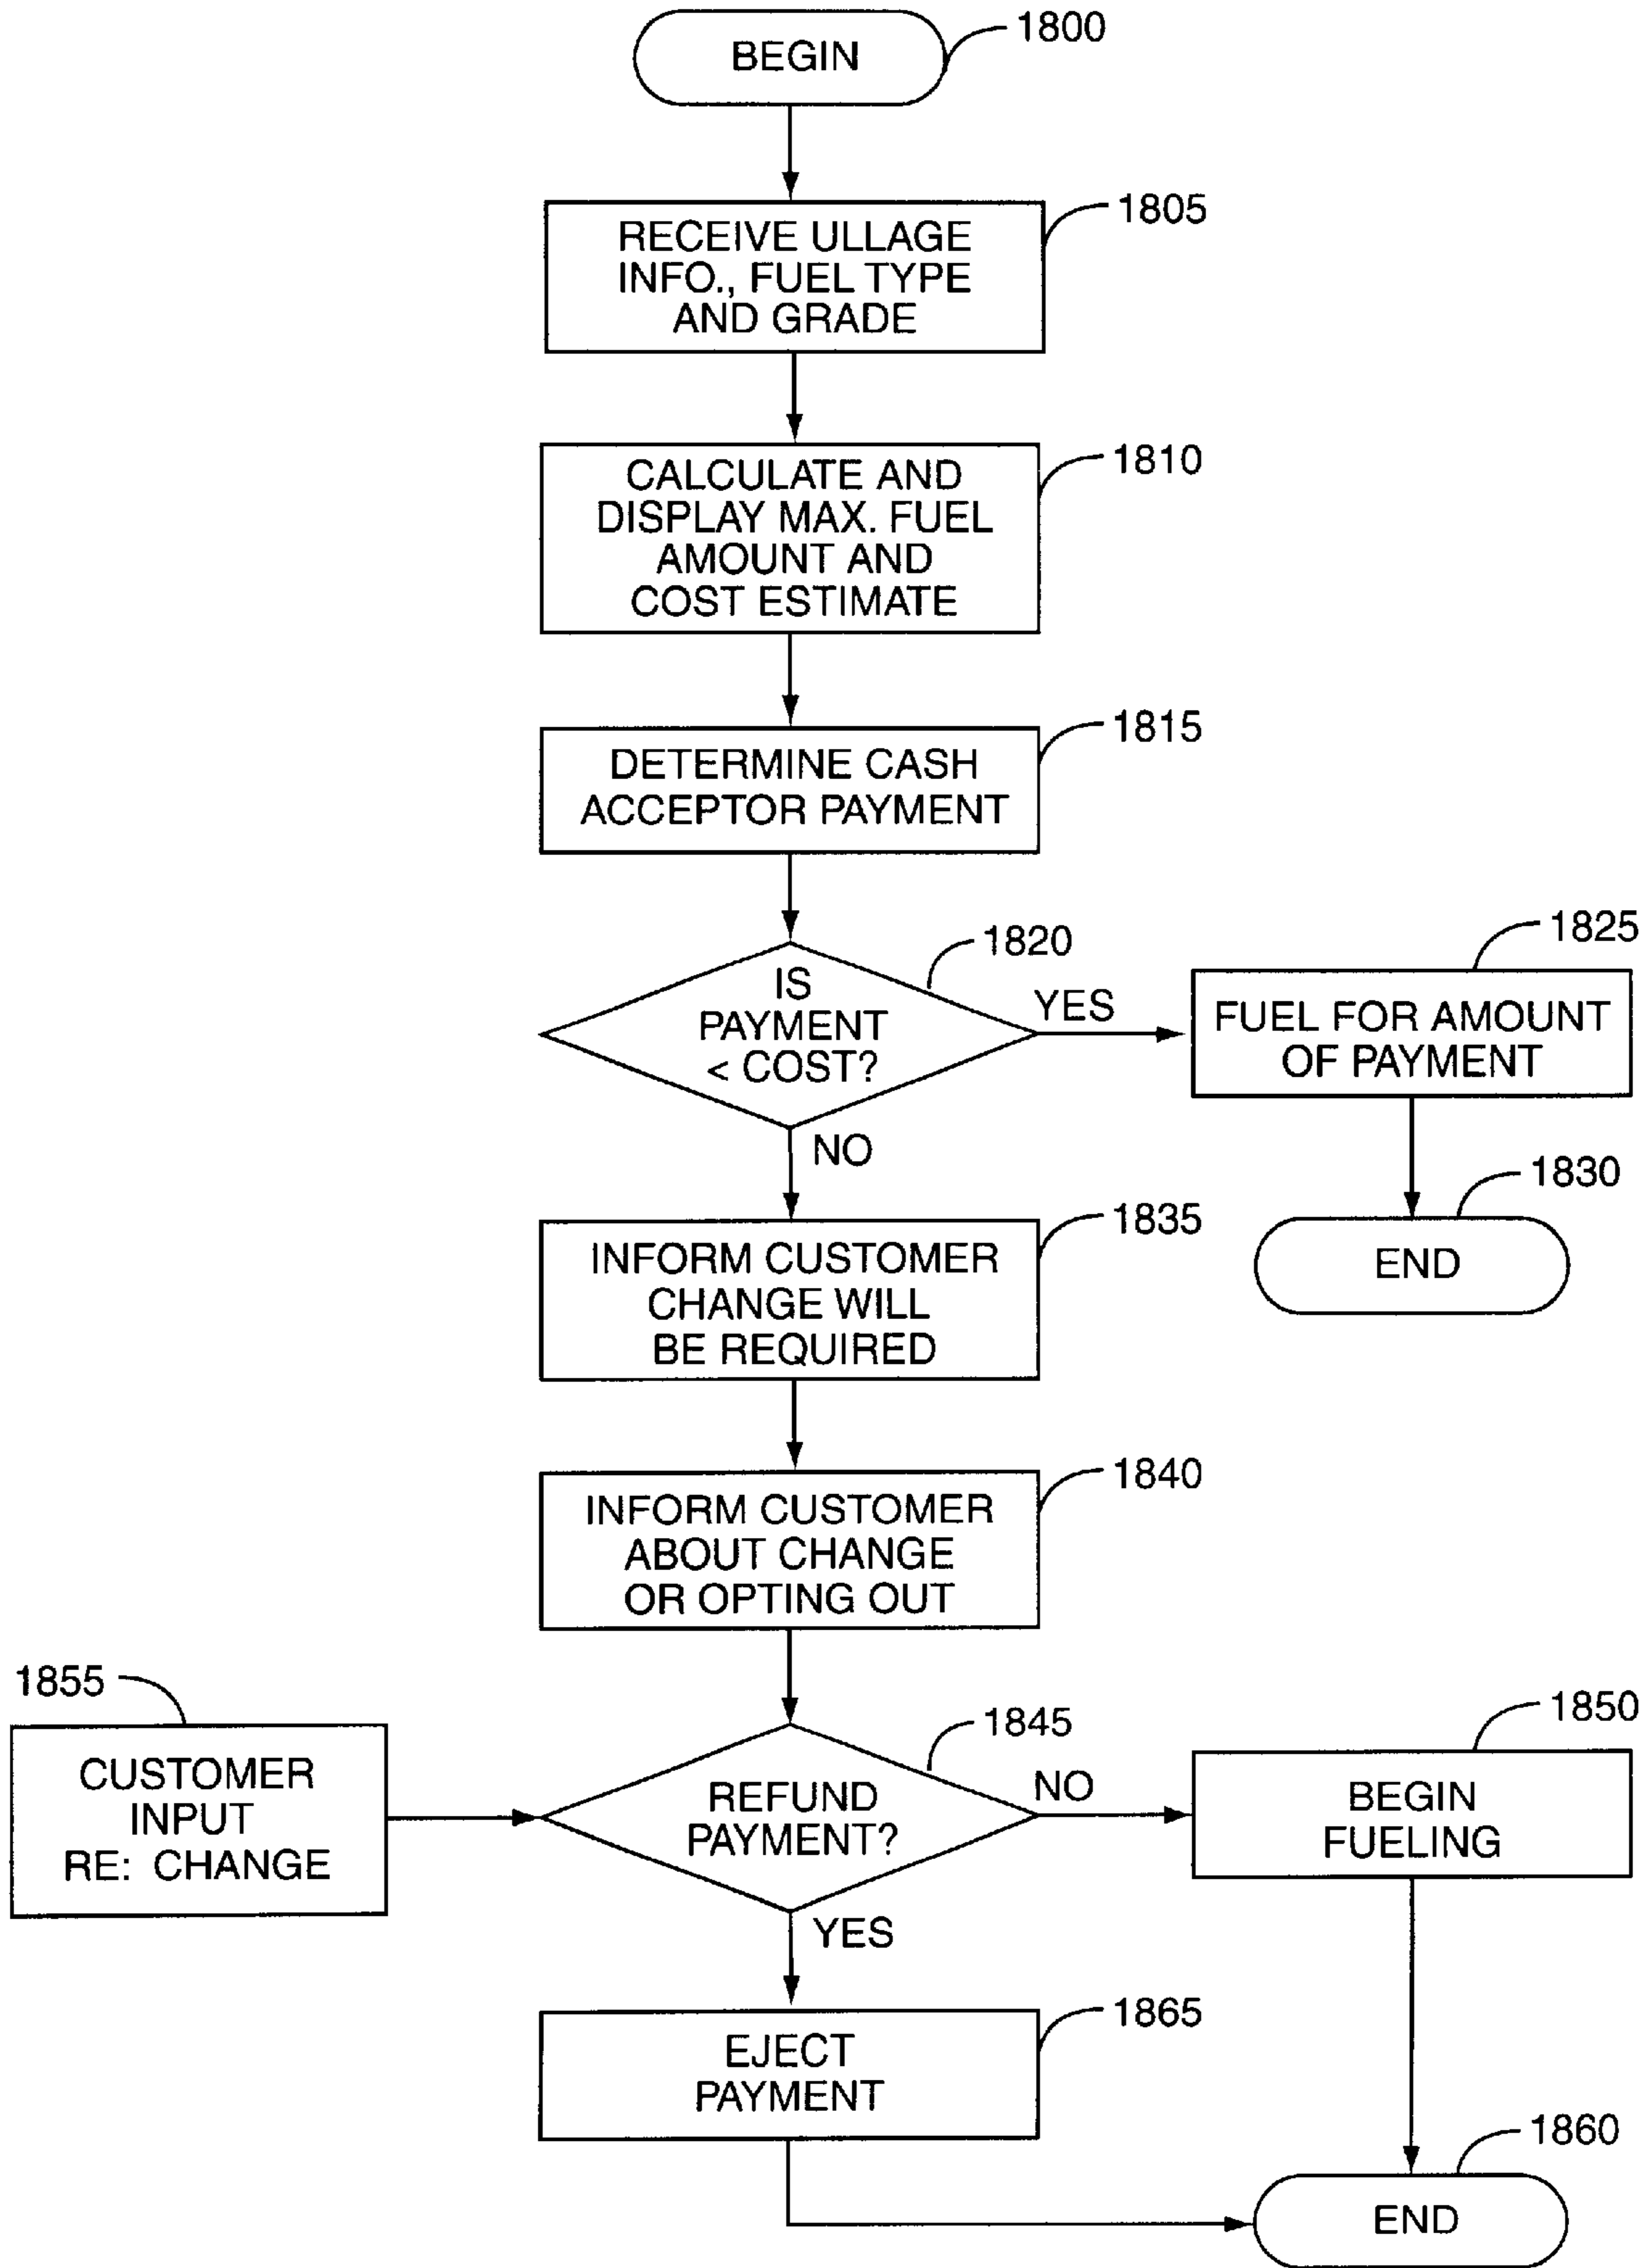 BEGIN
1800
1805
RECEIVE ULLAGE
INFO., FUEL TYPE
AND GRADE
1810
CALCULATE AND
DISPLAY MAX. FUEL
AMOUNT AND
COST ESTIMATE
1815
DETERMINE CASH
ACCEPTOR PAYMENT
1820
IS
PAYMENT
< COST?
YES
1825
FUEL FOR AMOUNT
OF PAYMENT
NO
1830
END
1835
INFORM CUSTOMER
CHANGE WILL
BE REQUIRED
1840
INFORM CUSTOMER
ABOUT CHANGE
OR OPTING OUT
1855
CUSTOMER
INPUT
RE: CHANGE
1845
REFUND
PAYMENT?
NO
1850
BEGIN
FUELING
YES
1865
EJECT
PAYMENT
1860
END